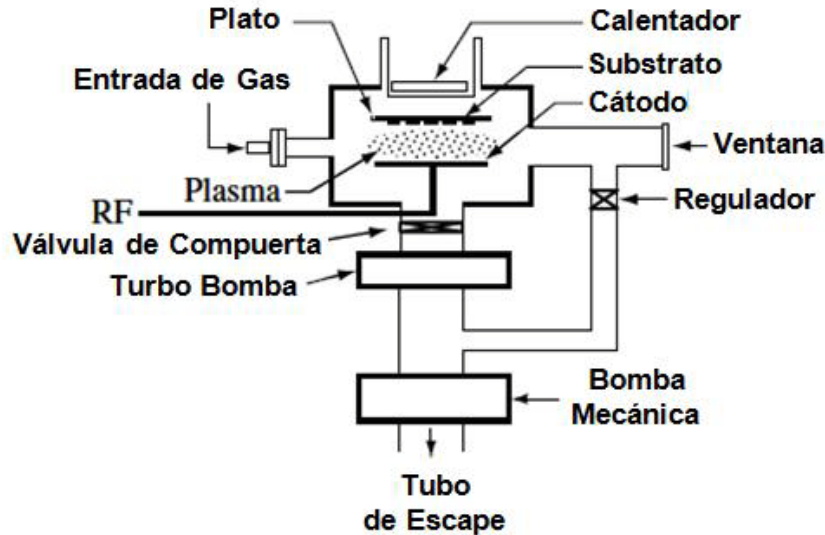 Plato
Calentador
Substrato
Entrada de Gas
Cátodo
Ventana
Plasma
RF
Regulador
Válvula de Compuerta
Turbo Bomba
Bomba
Mecánica
Tubo
de Escape